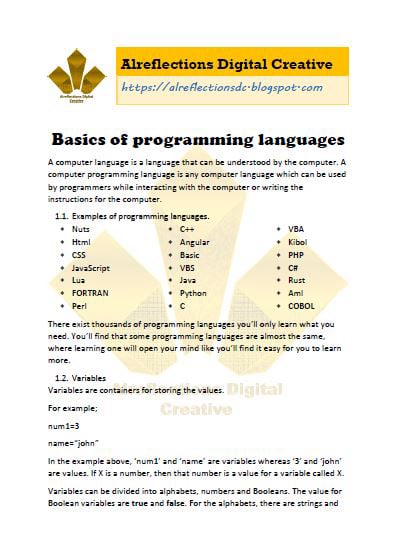 Alreflections Digital Creative
https://alreflectionsdc.blogspot.com
Alreflections Digital
Creative
Basics of programming languages
A computer language is a language that can be understood by the computer. A
computer programming language is any computer language which can be used
by programmers while interacting with the computer or writing the
instructions for the computer.
1.1. Examples of programming languages.
Nuts
Html
CSS
JavaScript
Lua
FORTRAN
Perl
C++
Angular
Basic
VBS
Java
Python
C
VBA
Kibol
PHP
C#
Rust
Aml
COBOL
There exist thousands of programming languages you’ll only learn what you
need. You’ll find that some programming languages are almost the same,
where learning one will open your mind like you’ll find it easy for you to learn
more.
1.2. Variables
Variables are containers for storing the values.
Alreflections Digital
Creative
For example;
num1=3
name=“john”
In the example above, ‘num1’ and ‘name’ are variables whereas ‘3’ and ‘john’
are values. If X is a number, then that number is a value for a variable called X.
Variables can be divided into alphabets, numbers and Booleans. The value for
Boolean variables are true and false. For the alphabets, there are strings and